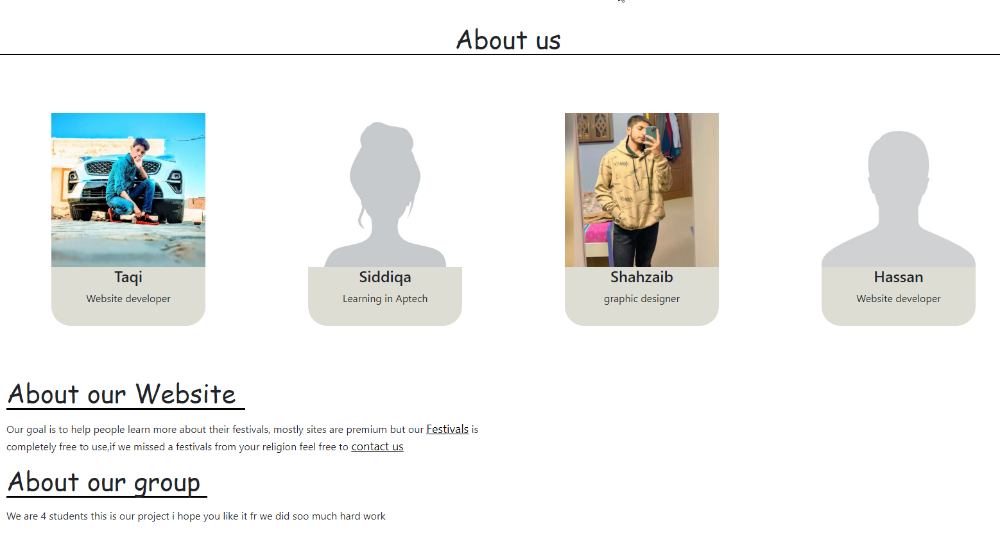 About us
Taqi
Website developer
Siddiqa
Learning in Aptech
Shahzaib
graphic designer
Hassan
Website developer
About our Website
Our goal is to help people learn more about their festivals, mostly sites are premium but our Festivals is
completely free to use,if we missed a festivals from your religion feel free to contact us
About our group
We are 4 students this is our project i hope you like it fr we did soo much hard work